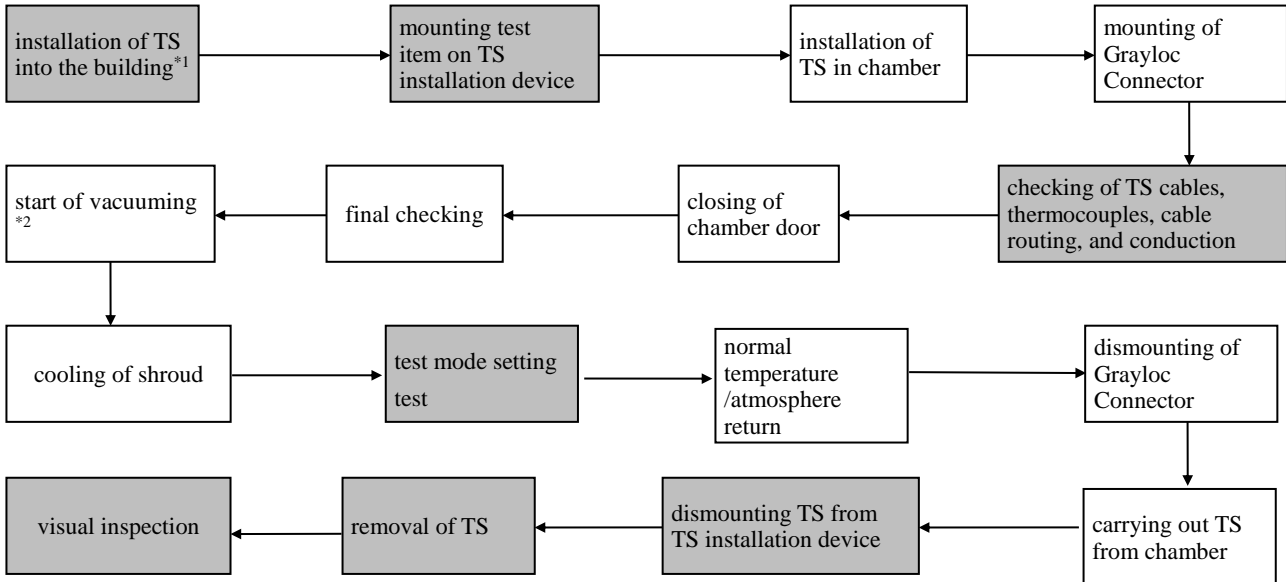 installation of TS
into the building*1
mounting test
item on TS
installation device
installation of
TS in chamber
mounting of
Grayloc
Connector
checking of TS cables,
thermocouples, cable
routing, and conduction
closing of
chamber door
final checking
start of vacuuming
*2
cooling of shroud
test mode setting
test
normal
temperature
/atmosphere
return
dismounting of
Grayloc
Connector
carrying out TS
from chamber
dismounting TS from
TS installation device
removal of TS
visual inspection